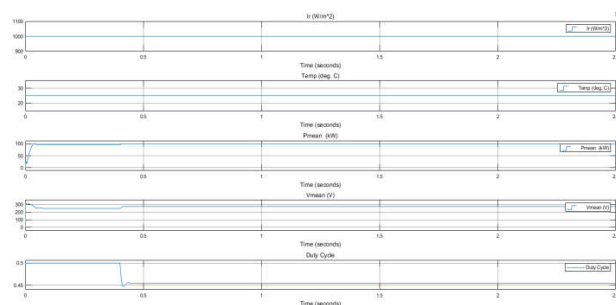 Ir (W/m^2)
1100
Ir (W/m^2)
1000
900
0 0.5 1 1.5 2
Time (seconds)
Temp (deg. C)
30
Temp (deg. C)
20
0 0.5 1 1.5 2
Time (seconds)
Pmean (kW)
100
Pmean (kW)
50
0
0 0.5 1 1.5 2
Time (seconds)
Vmean (V)
300
Vmean (V)
200
100
0
0 0.5 1 1.5 2
Time (seconds)
Duty Cycle
0.5
Duty Cycle
0.45
0 0.5 1 1.5 2
Time (seconds)